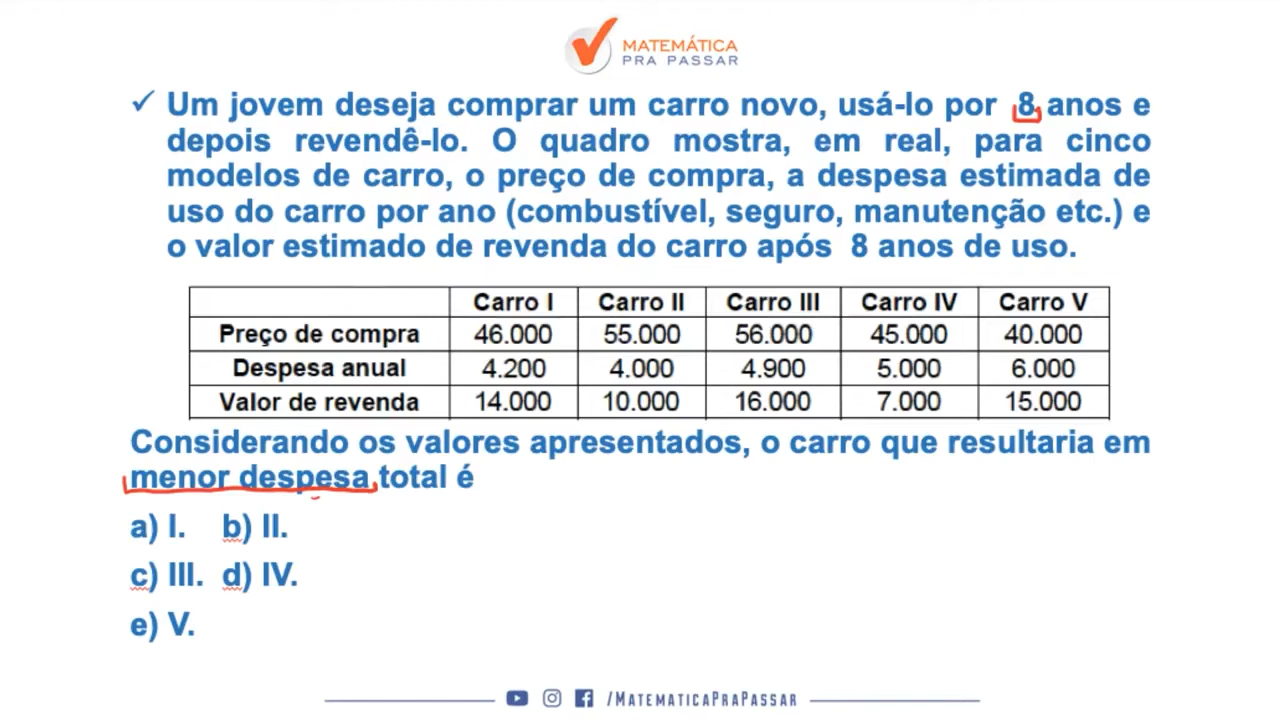 MATEMÁTICA
PRA PASSAR
✓ Um jovem deseja comprar um carro novo, usá-lo por 8 anos e
depois revendê-lo. O quadro mostra, em real, para cinco
modelos de carro, o preço de compra, a despesa estimada de
uso do carro por ano (combustível, seguro, manutenção etc.) e
o valor estimado de revenda do carro após 8 anos de uso.
Carro I Carro II Carro III Carro IV Carro V
Preço de compra 46.000 55.000 56.000 45.000 40.000
Despesa anual 4.200 4.000 4.900 5.000 6.000
Valor de revenda 14.000 10.000 16.000 7.000 15.000
Considerando os valores apresentados, o carro que resultaria em
menor despesa total é
a) I. b) II.
c) III. d) IV.
e) V.
/MATEMATICAPRAPASSAR